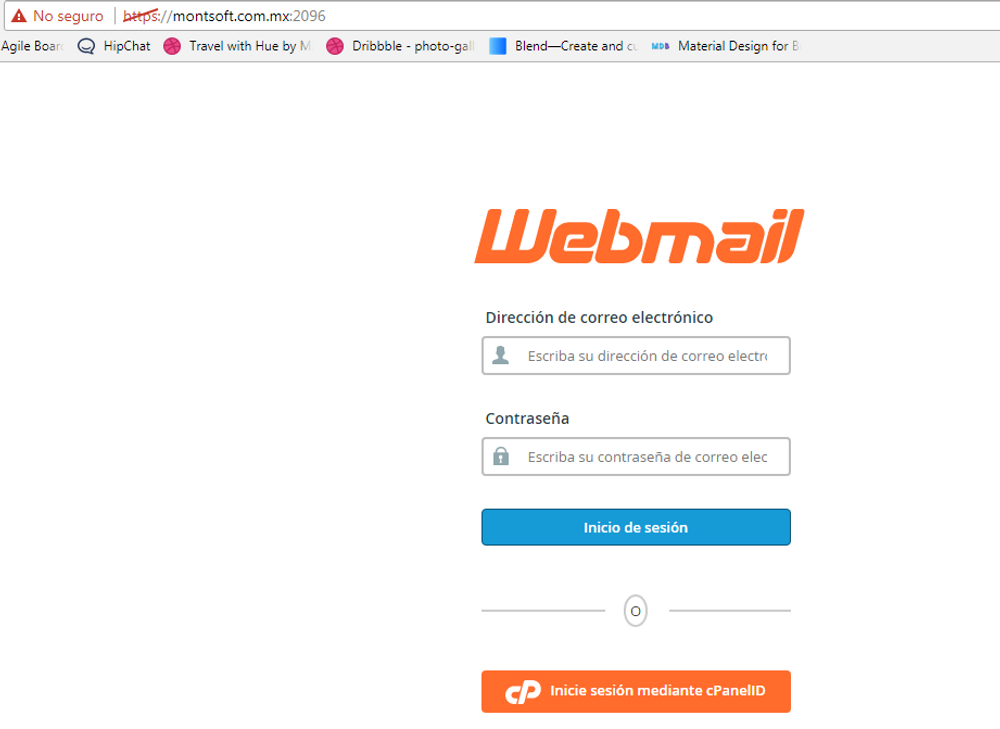 No seguro https://montsoft.com.mx:2096
Agile Boar HipChat Travel with Hue by M Dribbble - photo-gal Blend—Create and cu MDB Material Design for B
Webmail
Dirección de correo electrónico
Escriba su dirección de correo electr
Contraseña
Escriba su contraseña de correo elec
Inicio de sesión
O
cP Inicie sesión mediante cPanelID